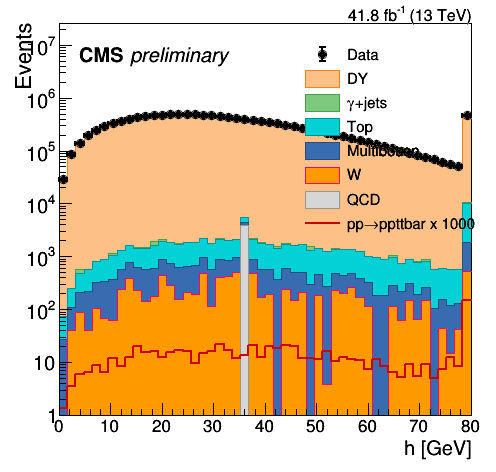 41.8 fb⁻¹ (13 TeV)
Events
CMS preliminary
Data
DY
γ+jets
Top
Multiboson
W
QCD
pp→ppttbar x 1000
10⁷
10⁶
10⁵
10⁴
10³
10²
10
1
0 10 20 30 40 50 60 70 80
h [GeV]